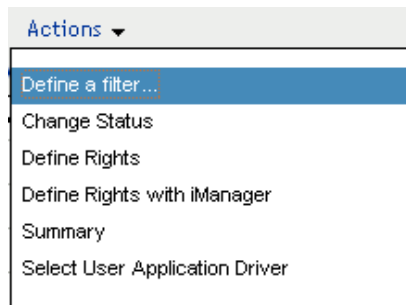 Actions
Define a filter...
Change Status
Define Rights
Define Rights with iManager
Summary
Select User Application Driver